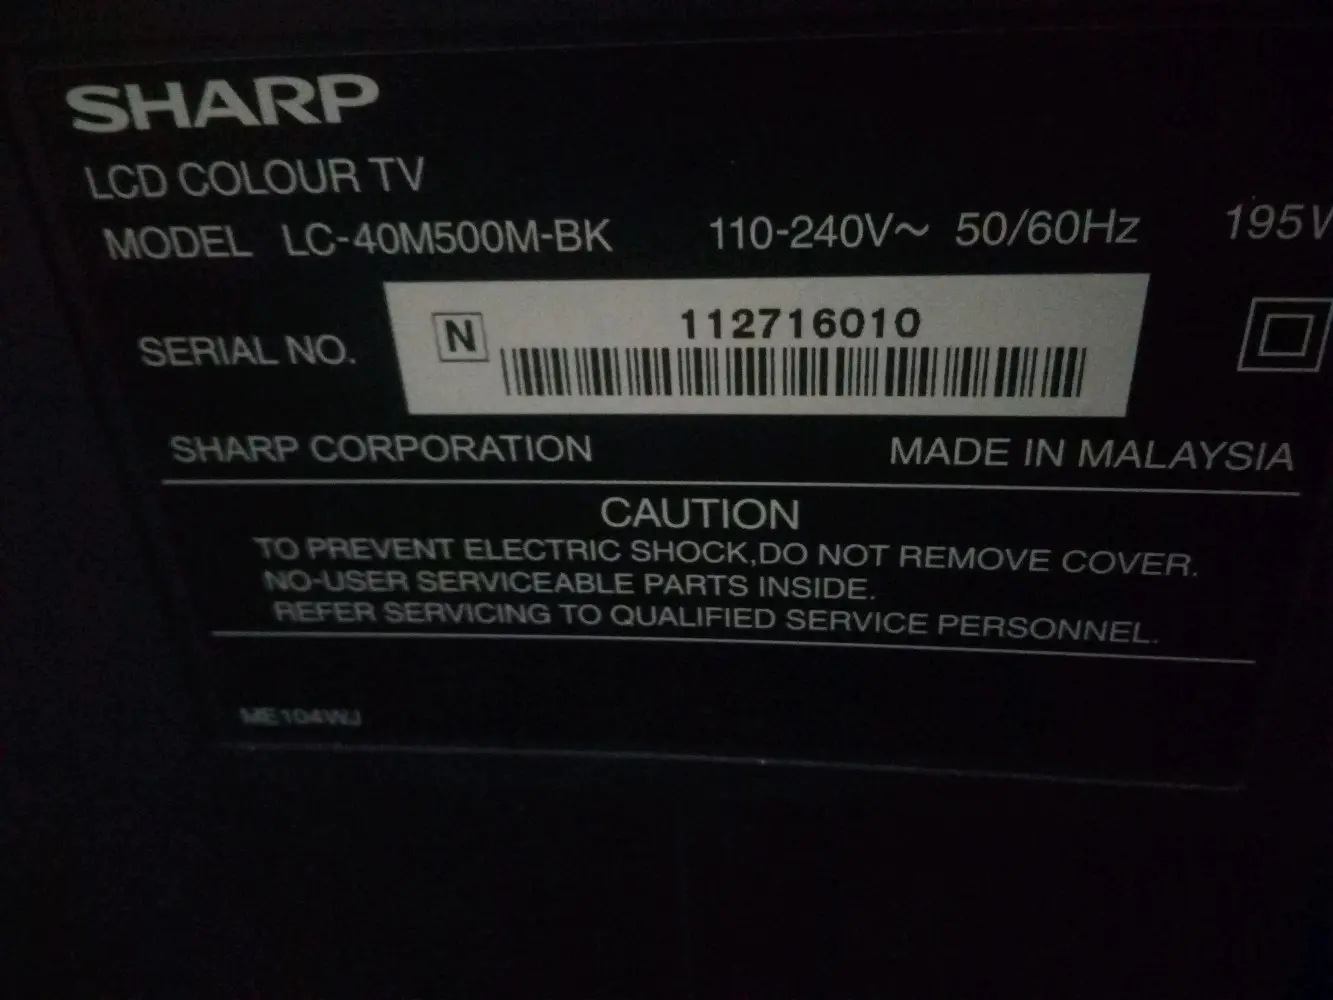 SHARP
LCD COLOUR TV
MODEL LC-40M500M-BK 110-240V~ 50/60Hz 195W
N 112716010
SERIAL NO.
SHARP CORPORATION MADE IN MALAYSIA
CAUTION
TO PREVENT ELECTRIC SHOCK,DO NOT REMOVE COVER.
NO-USER SERVICEABLE PARTS INSIDE.
REFER SERVICING TO QUALIFIED SERVICE PERSONNEL.
ME104WJ